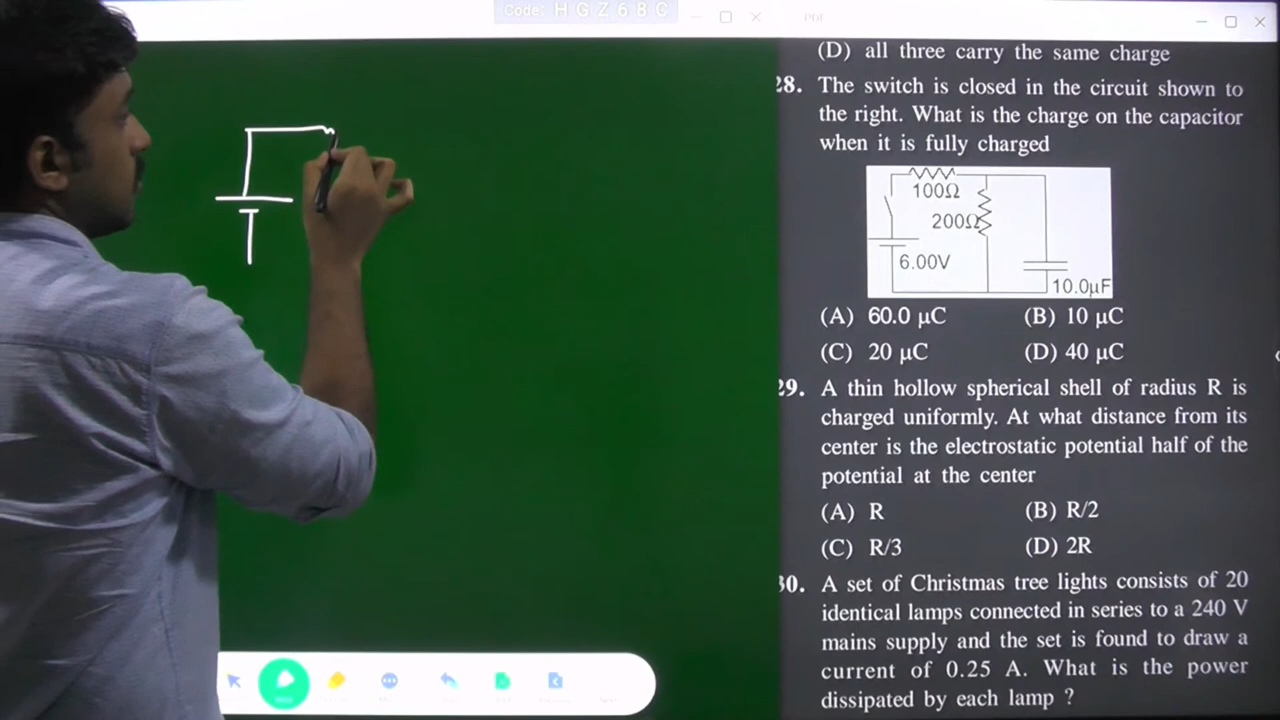 Code: H G Z 6 8 C
PDF
(D) all three carry the same charge
28. The switch is closed in the circuit shown to
the right. What is the charge on the capacitor
when it is fully charged
100Ω
200Ω
6.00V
10.0μF
(A) 60.0 μC (B) 10 μC
(C) 20 μC (D) 40 μC
29. A thin hollow spherical shell of radius R is
charged uniformly. At what distance from its
center is the electrostatic potential half of the
potential at the center
(A) R (B) R/2
(C) R/3 (D) 2R
30. A set of Christmas tree lights consists of 20
identical lamps connected in series to a 240 V
mains supply and the set is found to draw a
current of 0.25 A. What is the power
dissipated by each lamp ?